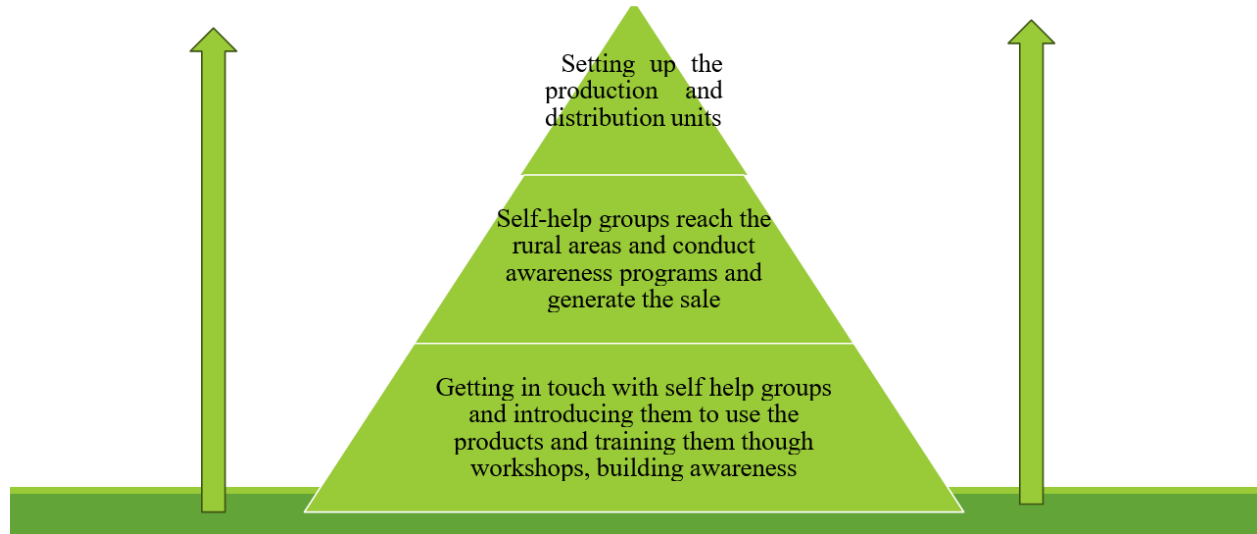 Setting up the
production and
distribution units
Self-help groups reach the
rural areas and conduct
awareness programs and
generate the sale
Getting in touch with self help groups
and introducing them to use the
products and training them though
workshops, building awareness